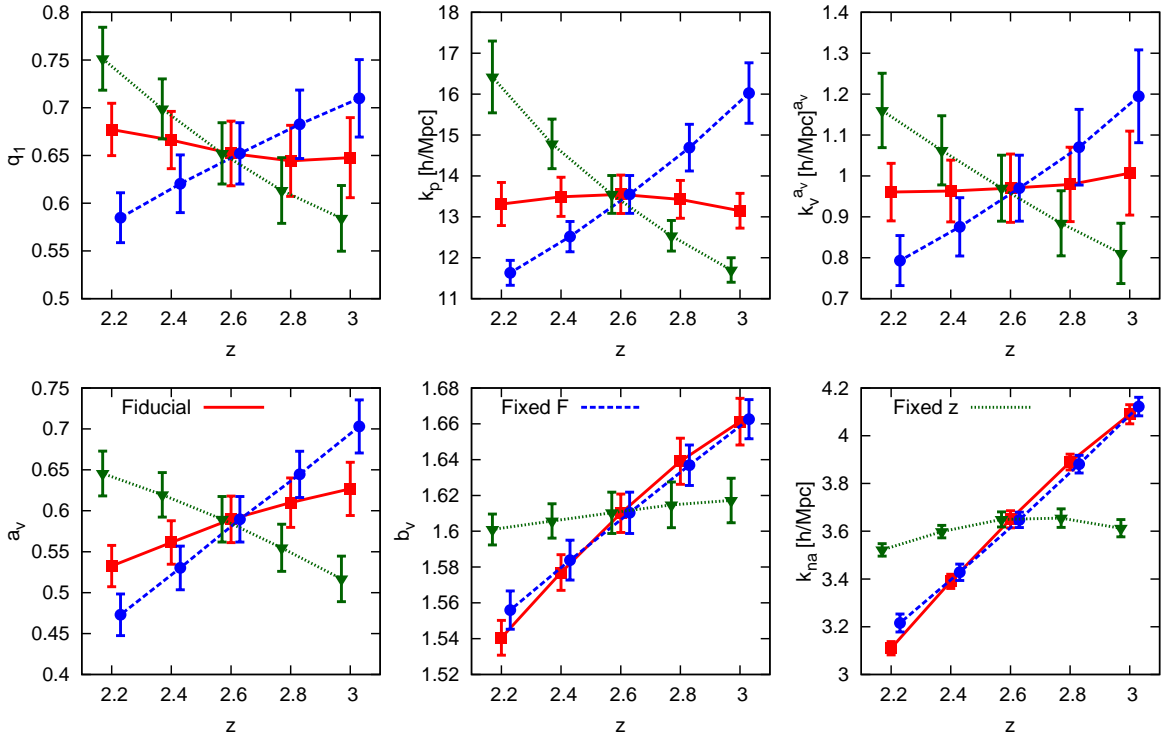 0.8
0.75
0.7
0.65
0.6
0.55
0.5
q1
2.2 2.4 2.6 2.8 3
z
18
17
16
15
14
13
12
11
kp [h/Mpc]
2.2 2.4 2.6 2.8 3
z
1.4
1.3
1.2
1.1
1
0.9
0.8
0.7
kv^av [h/Mpc]^av
2.2 2.4 2.6 2.8 3
z
0.75
0.7
0.65
0.6
0.55
0.5
0.45
0.4
av
Fiducial
2.2 2.4 2.6 2.8 3
z
1.68
1.66
1.64
1.62
1.6
1.58
1.56
1.54
1.52
bv
Fixed F
2.2 2.4 2.6 2.8 3
z
4.2
4
3.8
3.6
3.4
3.2
3
kna [h/Mpc]
Fixed z
2.2 2.4 2.6 2.8 3
z